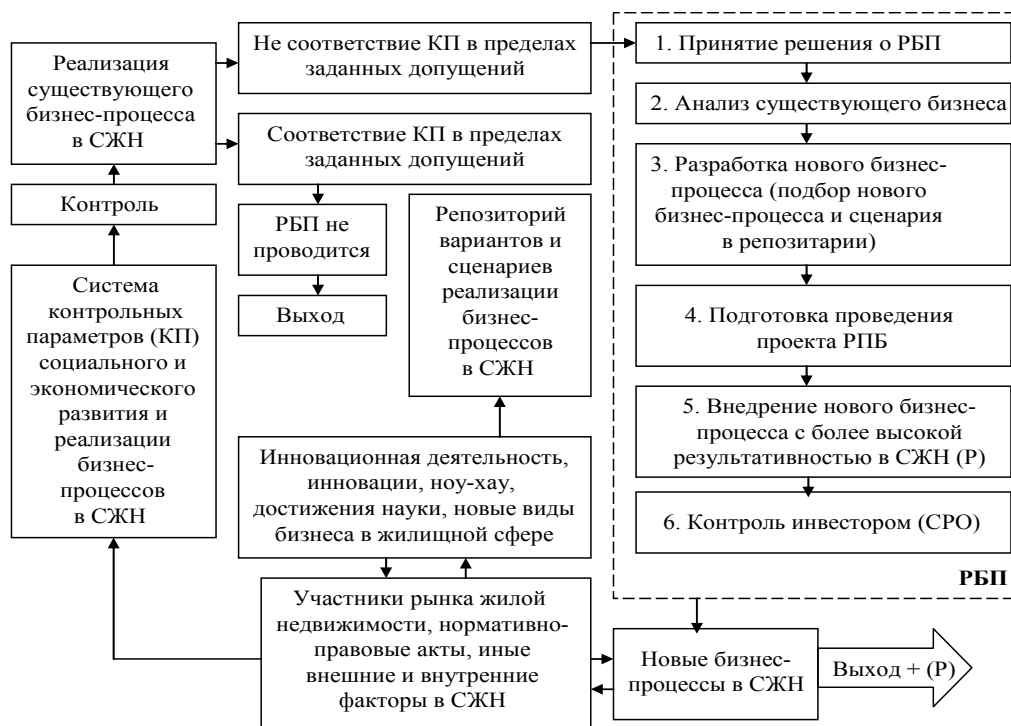 Реализация
существующего
бизнес-процесса
в СЖН
Контроль
Система
контрольных
параметров (КП)
социального и
экономического
развития и
реализации
бизнес-
процессов
в СЖН
Не соответствие КП в пределах
заданных допущений
Соответствие КП в пределах
заданных допущений
РБП не
проводится
Выход
Репозиторий
вариантов и
сценариев
реализации
бизнес-
процессов
в СЖН
Инновационная деятельность,
инновации, ноу-хау,
достижения науки, новые виды
бизнеса в жилищной сфере
Участники рынка жилой
недвижимости, нормативно-
правовые акты, иные
внешние и внутренние
факторы в СЖН
1. Принятие решения о РБП
2. Анализ существующего бизнеса
3. Разработка нового бизнес-
процесса (подбор нового
бизнес-процесса и сценария
в репозитарии)
4. Подготовка проведения
проекта РПБ
5. Внедрение нового бизнес-
процесса с более высокой
результативностью в СЖН (Р)
6. Контроль инвестором (СРО)
РБП
Новые бизнес-
процессы в СЖН
Выход + (Р)